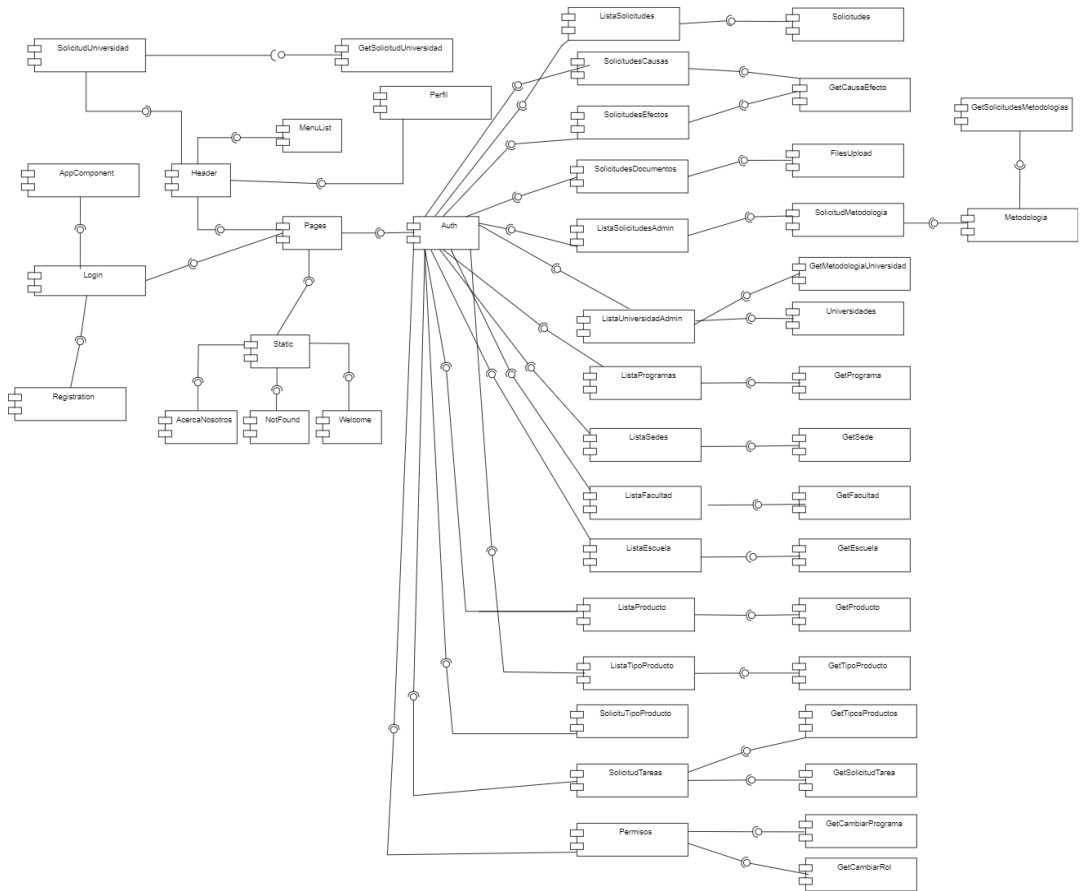 ListaSolicitudes
Solicitudes
SolicitudUniversidad
GetSolicitudUniversidad
SolicitudesCausas
Perfil
GetCausaEfecto
GetSolicitudesMetodologias
SolicitudesEfectos
MenuList
FilesUpload
AppComponent
Header
SolicitudesDocumentos
SolicitudMetodologia
Metodologia
Pages
Auth
ListaSolicitudesAdmin
GetMetodologiaUniversidad
Login
Universidades
ListaUniversidadAdmin
Static
ListaProgramas
GetPrograma
Registration
AcercaNosotros
NotFound
Welcome
ListaSedes
GetSede
ListaFacultad
GetFacultad
ListaEscuela
GetEscuela
ListaProducto
GetProducto
ListaTipoProducto
GetTipoProducto
SolicituTipoProducto
GetTiposProductos
SolicitudTareas
GetSolicitudTarea
Permisos
GetCambiarPrograma
GetCambiarRol